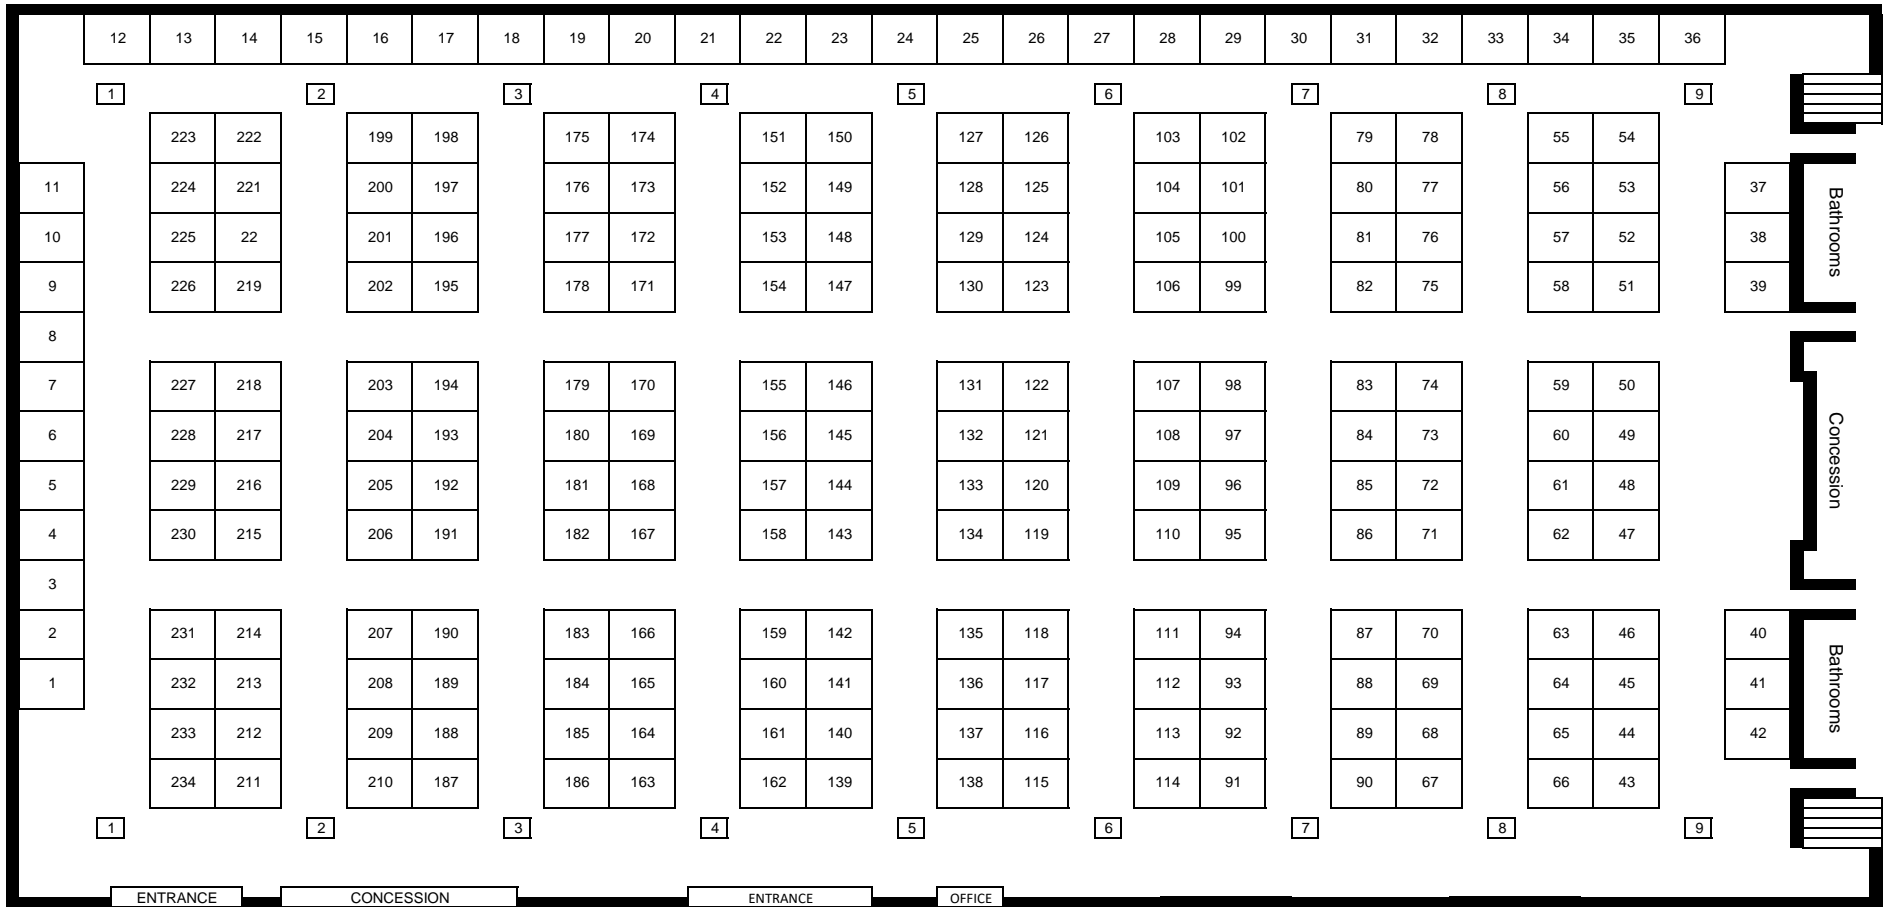 12 13 14 15 16 17 18 19 20 21 22 23 24 25 26 27 28 29 30 31 32 33 34 35 36
1 2 3 4 5 6 7 8 9
223 222 199 198 175 174 151 150 127 126 103 102 79 78 55 54
11 224 221 200 197 176 173 152 149 128 125 104 101 80 77 56 53 37
10 225 22 201 196 177 172 153 148 129 124 105 100 81 76 57 52 38
Bathrooms
9 226 219 202 195 178 171 154 147 130 123 106 99 82 75 58 51 39
8
7 227 218 203 194 179 170 155 146 131 122 107 98 83 74 59 50
6 228 217 204 193 180 169 156 145 132 121 108 97 84 73 60 49
Concession
5 229 216 205 192 181 168 157 144 133 120 109 96 85 72 61 48
4 230 215 206 191 182 167 158 143 134 119 110 95 86 71 62 47
3
2 231 214 207 190 183 166 159 142 135 118 111 94 87 70 63 46 40
1 232 213 208 189 184 165 160 141 136 117 112 93 88 69 64 45 41
Bathrooms
233 212 209 188 185 164 161 140 137 116 113 92 89 68 65 44 42
234 211 210 187 186 163 162 139 138 115 114 91 90 67 66 43
1 2 3 4 5 6 7 8 9
ENTRANCE CONCESSION ENTRANCE OFFICE